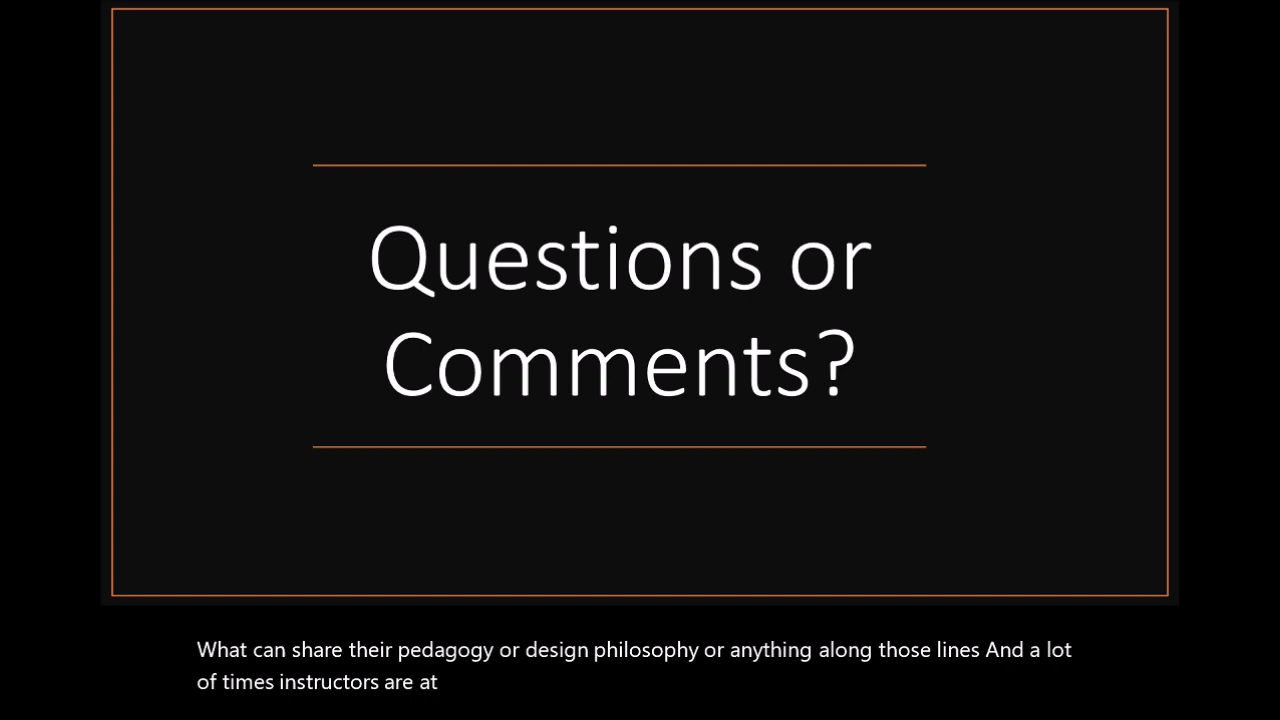 Questions or
Comments?
What can share their pedagogy or design philosophy or anything along those lines And a lot
of times instructors are at